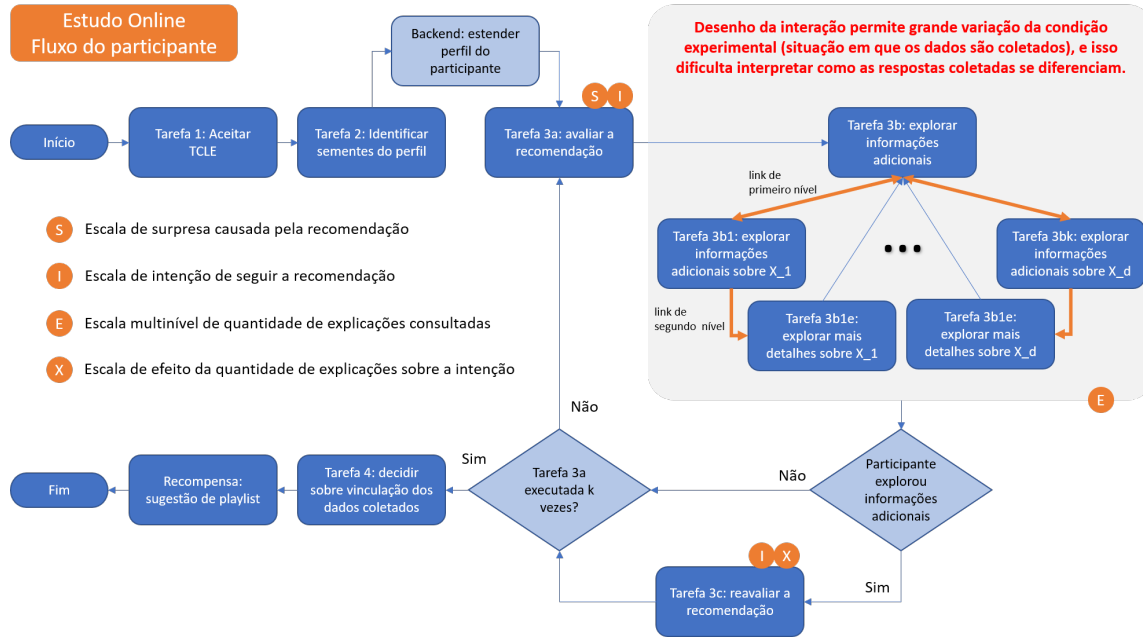 Estudo Online
Fluxo do participante
Backend: estender
perfil do
participante
Desenho da interação permite grande variação da condição
experimental (situação em que os dados são coletados), e isso
dificulta interpretar como as respostas coletadas se diferenciam.
S
I
Início
Tarefa 1: Aceitar
TCLE
Tarefa 2: Identificar
sementes do perfil
Tarefa 3a: avaliar a
recomendação
Tarefa 3b: explorar
informações
adicionais
link de
primeiro nível
S
Escala de surpresa causada pela recomendação
I
Escala de intenção de seguir a recomendação
E
Escala multinível de quantidade de explicações consultadas
X
Escala de efeito da quantidade de explicações sobre a intenção
Tarefa 3b1: explorar
informações
adicionais sobre X_1
...
Tarefa 3bk: explorar
informações
adicionais sobre X_d
link de
segundo nível
Tarefa 3b1e:
explorar mais
detalhes sobre X_1
Tarefa 3b1e:
explorar mais
detalhes sobre X_d
E
Não
Sim
Não
Fim
Recompensa:
sugestão de playlist
Tarefa 4: decidir
sobre vinculação dos
dados coletados
Tarefa 3a
executada k
vezes?
Participante
explorou
informações
adicionais
I
X
Tarefa 3c: reavaliar a
recomendação
Sim